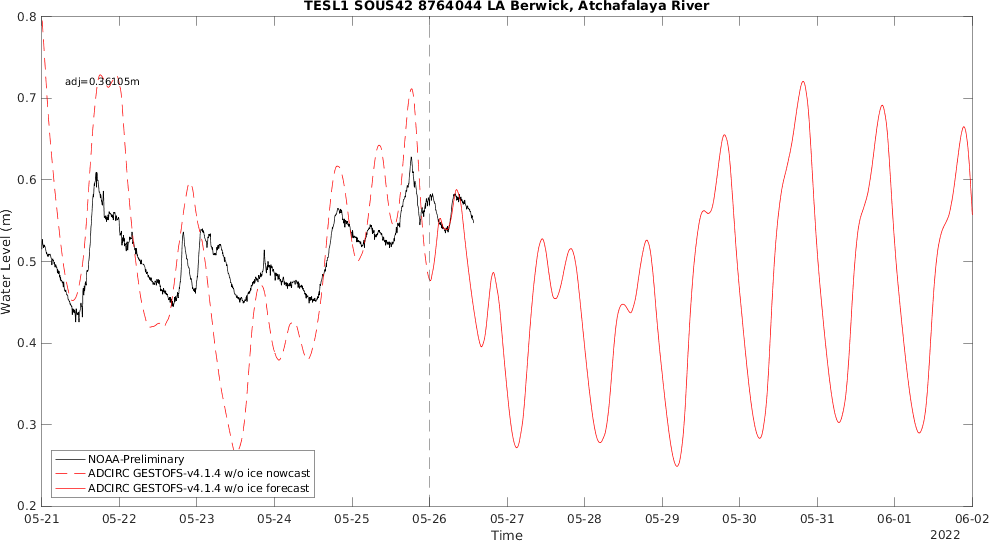 TESL1 SOUS42 8764044 LA Berwick, Atchafalaya River
0.8
0.7
0.6
0.5
0.4
0.3
0.2
Water Level (m)
adj=0.36105m
NOAA-Preliminary
ADCIRC GESTOFS-v4.1.4 w/o ice nowcast
ADCIRC GESTOFS-v4.1.4 w/o ice forecast
05-21 05-22 05-23 05-24 05-25 05-26 05-27 05-28 05-29 05-30 05-31 06-01 06-02
Time
2022